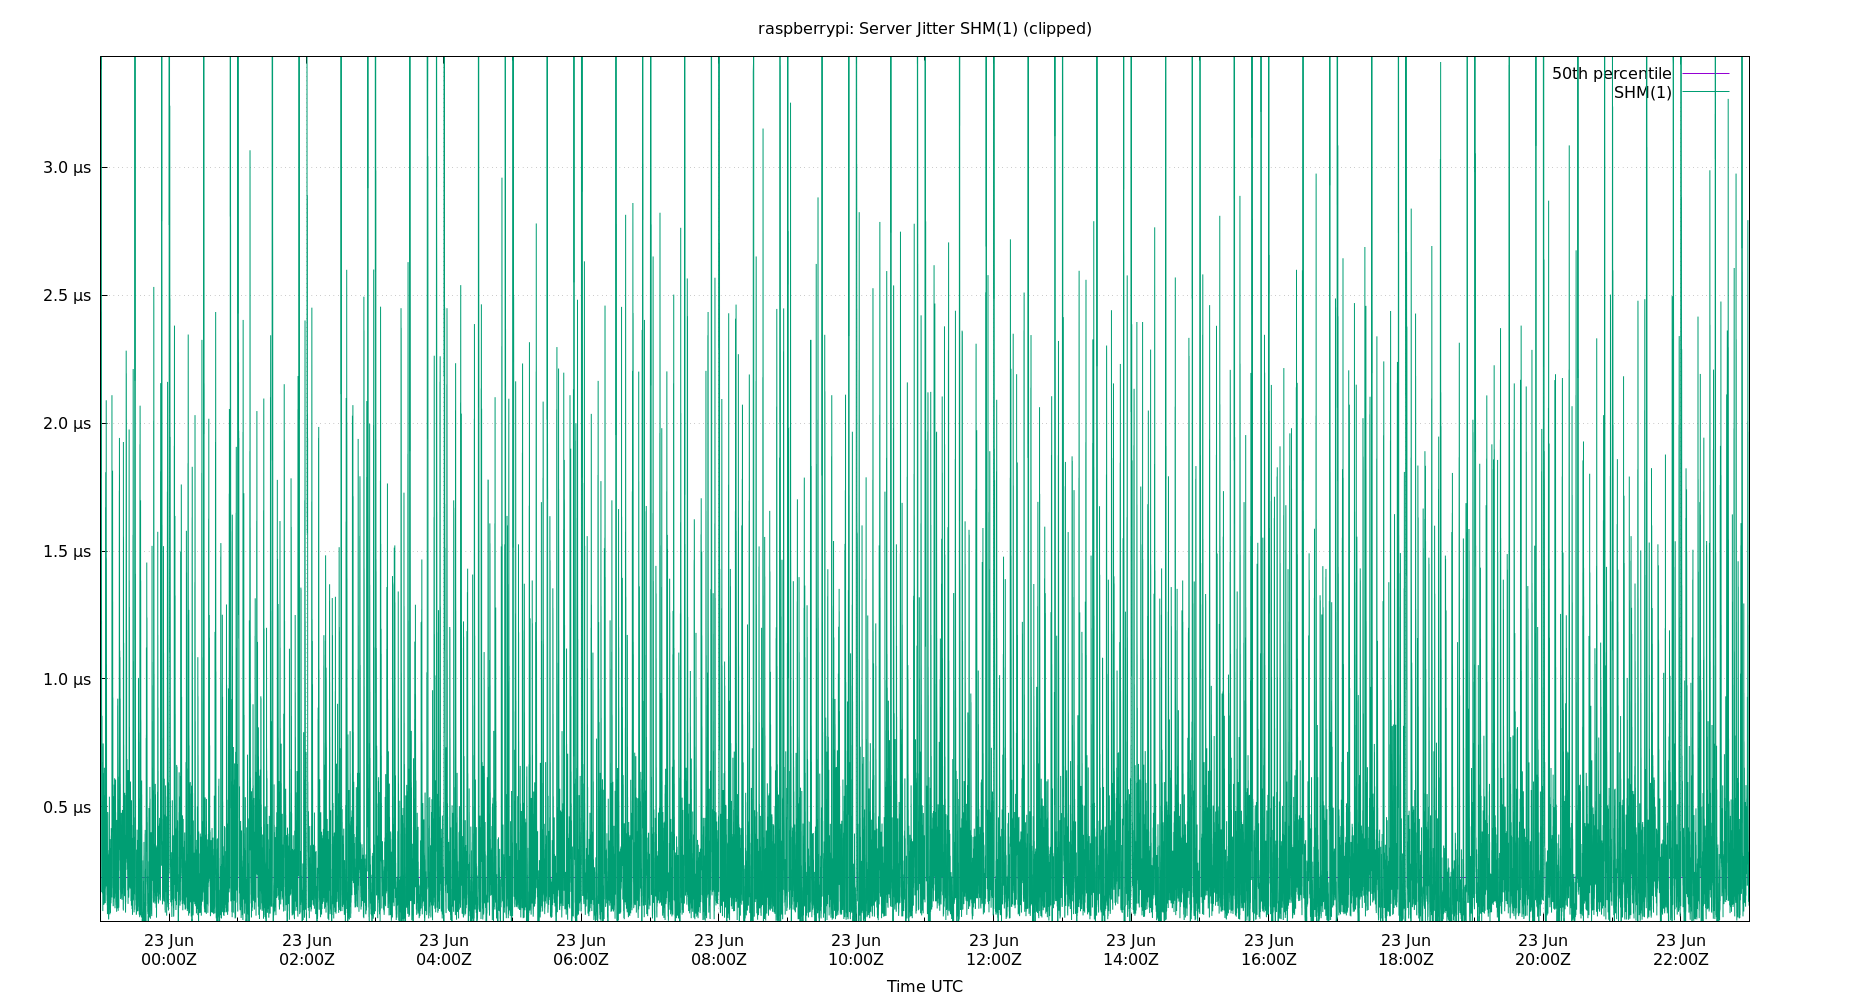 raspberrypi: Server Jitter SHM(1) (clipped)
50th percentile
SHM(1)
3.0 µs
2.5 µs
2.0 µs
1.5 µs
1.0 µs
0.5 µs
23 Jun 23 Jun 23 Jun 23 Jun 23 Jun 23 Jun 23 Jun 23 Jun 23 Jun 23 Jun 23 Jun 23 Jun
00:00Z 02:00Z 04:00Z 06:00Z 08:00Z 10:00Z 12:00Z 14:00Z 16:00Z 18:00Z 20:00Z 22:00Z
Time UTC